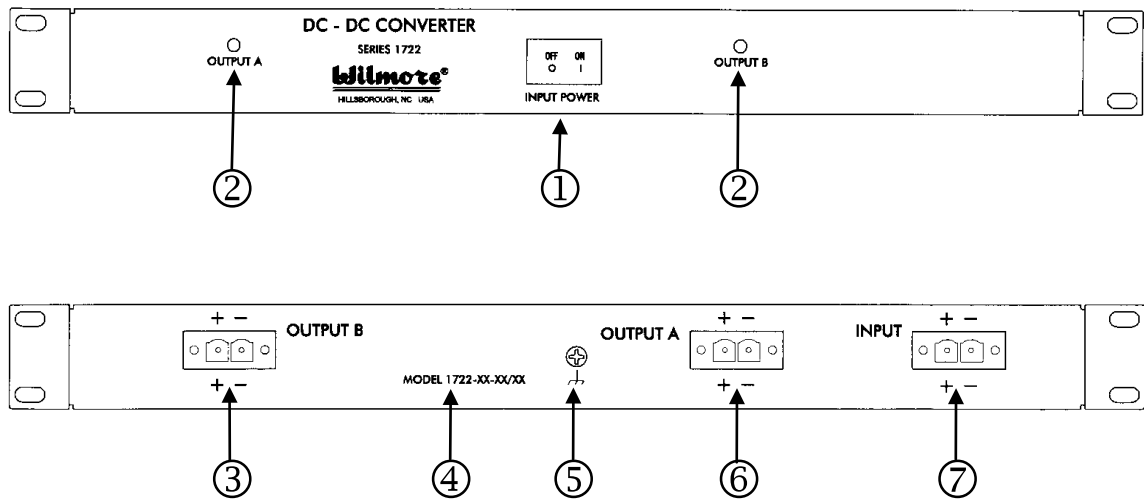 DC - DC CONVERTER
SERIES 1722
Wilmore®
HILLSBOROUGH, NC USA
OUTPUT A
OFF ON
O I
INPUT POWER
OUTPUT B
② ① ②
+ - OUTPUT B
+ -
MODEL 1722-XX-XX/XX
OUTPUT A + -
+ -
INPUT + -
+ -
③ ④ ⑤ ⑥ ⑦